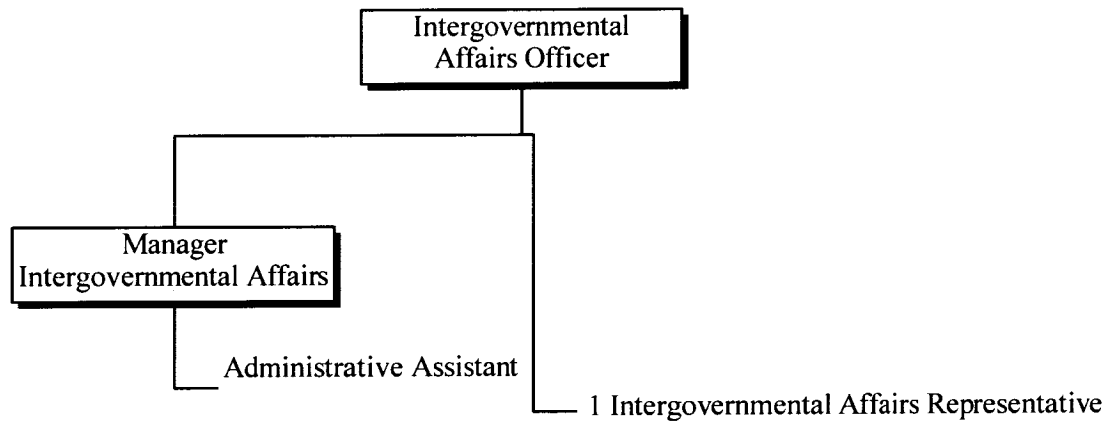 Intergovernmental
Affairs Officer
Manager
Intergovernmental Affairs
Administrative Assistant
1 Intergovernmental Affairs Representative